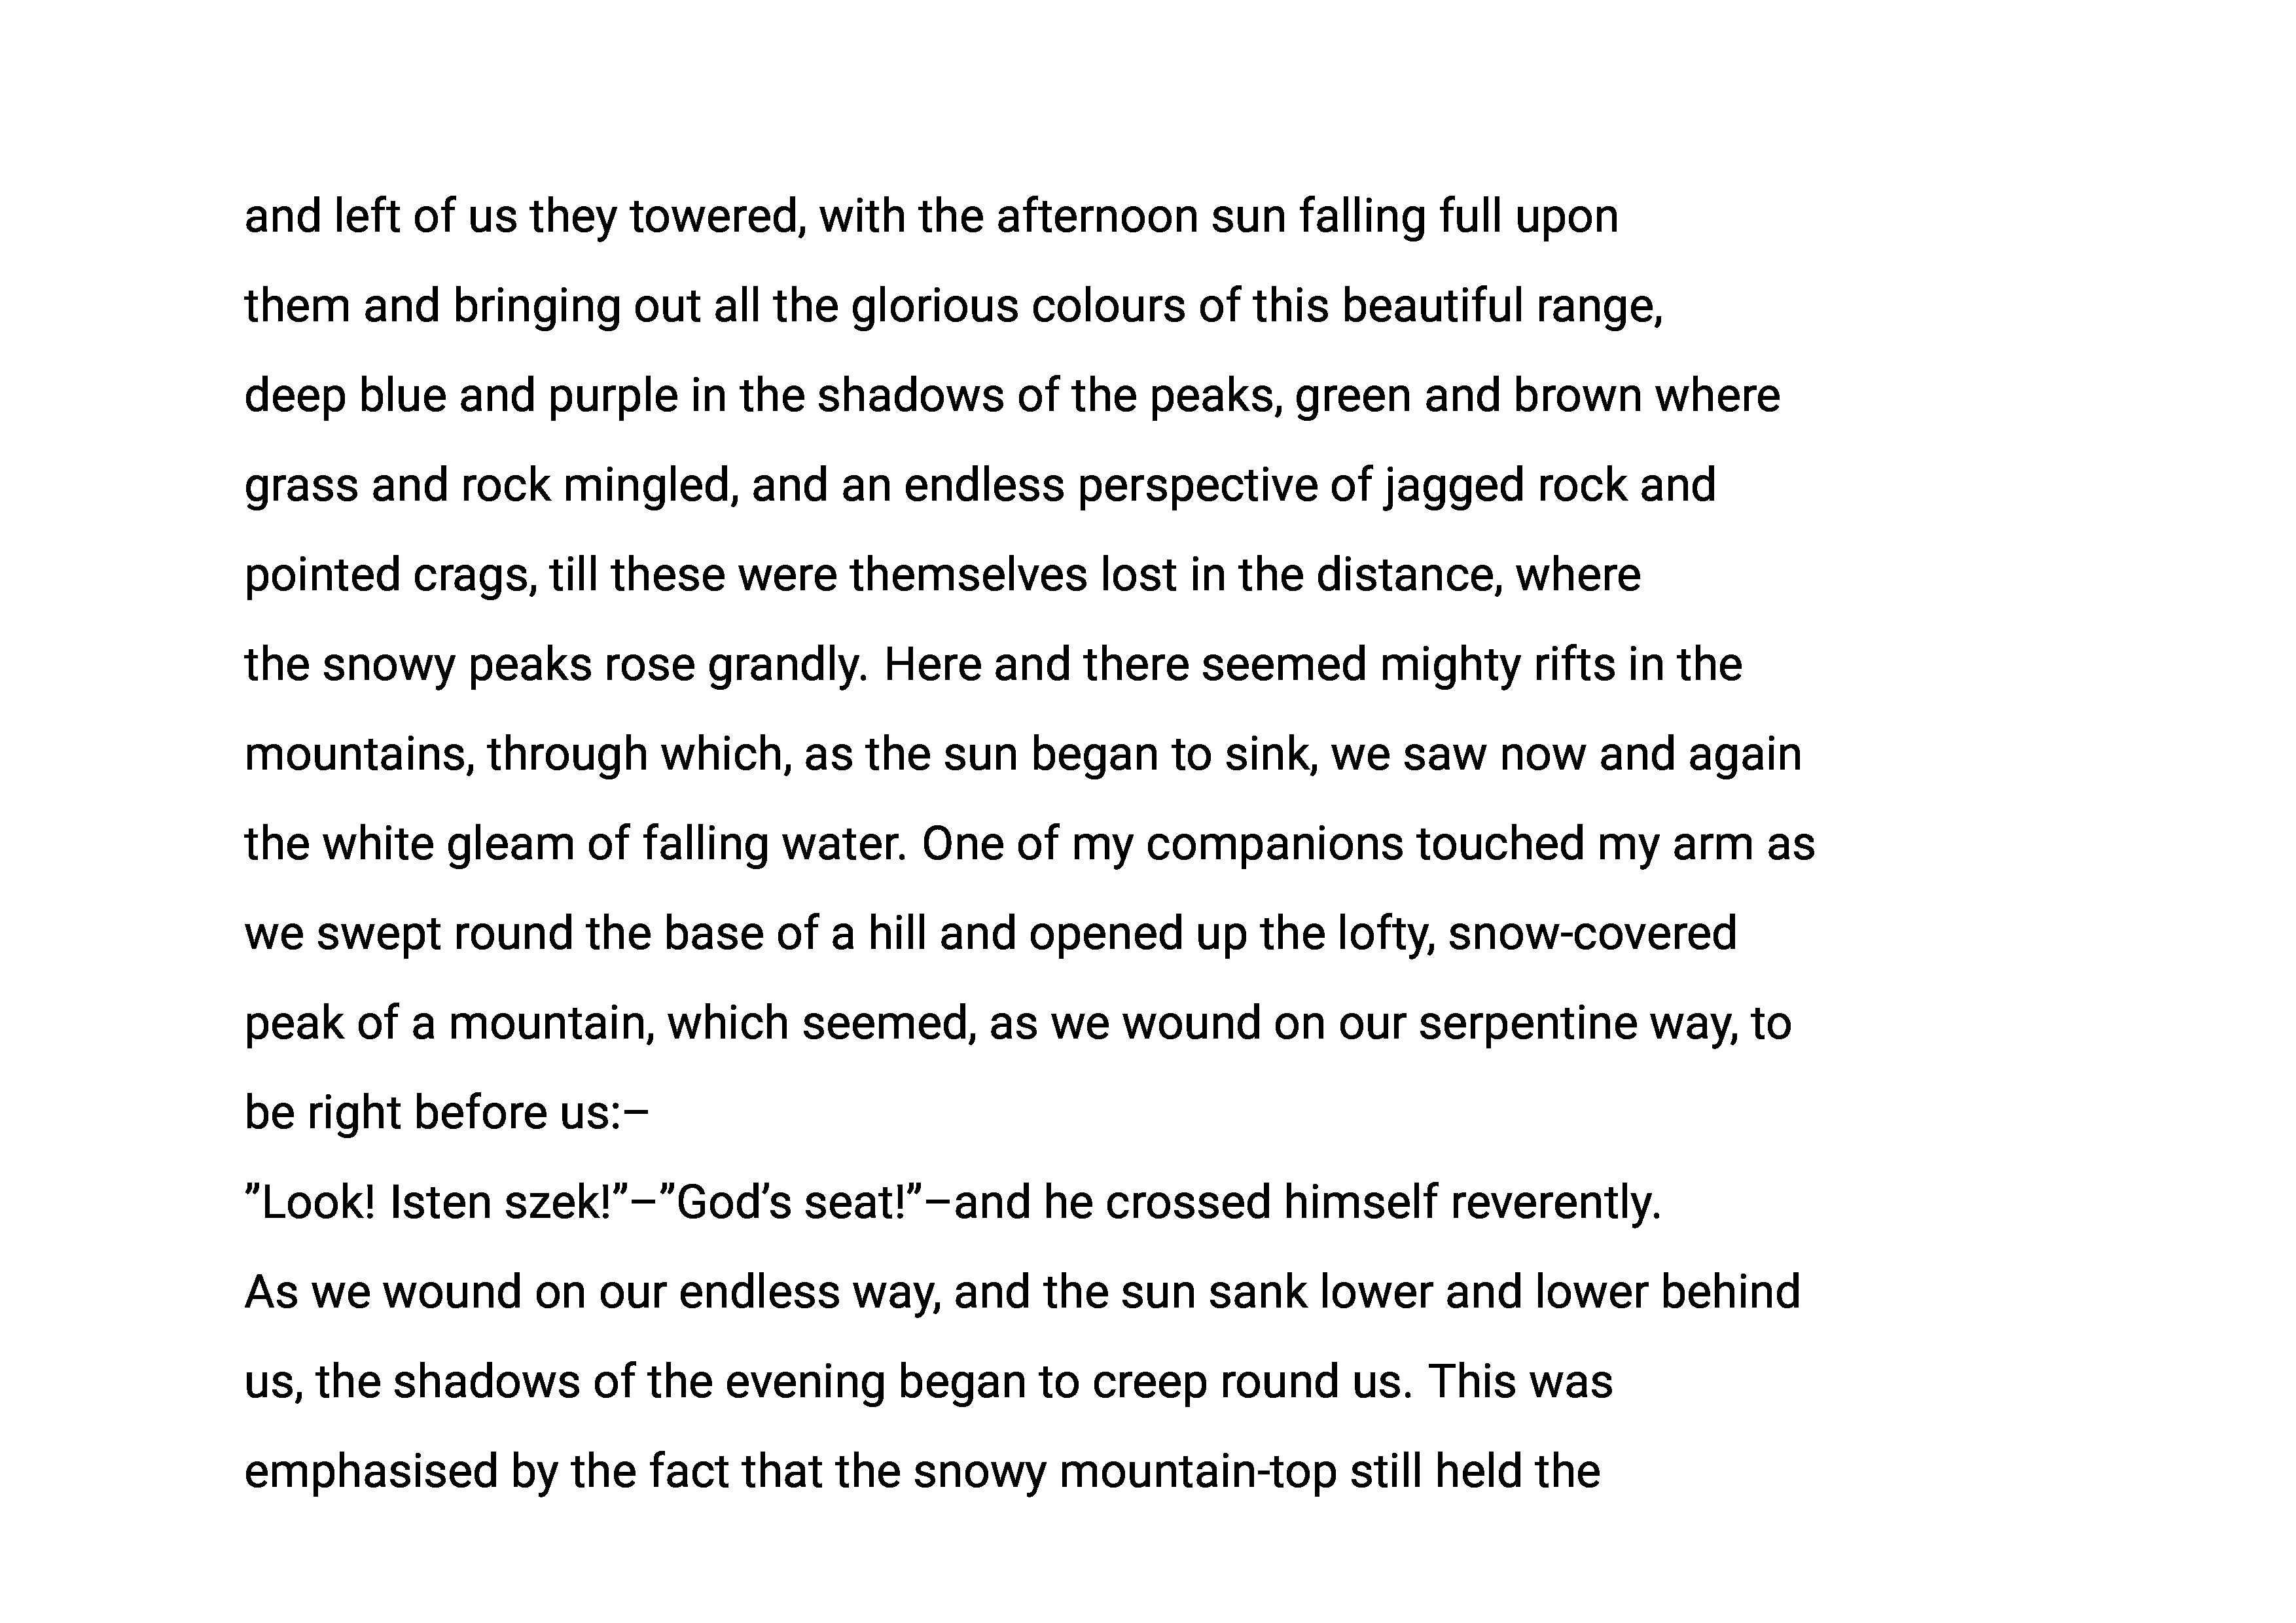 and left of us they towered, with the afternoon sun falling full upon
them and bringing out all the glorious colours of this beautiful range,
deep blue and purple in the shadows of the peaks, green and brown where
grass and rock mingled, and an endless perspective of jagged rock and
pointed crags, till these were themselves lost in the distance, where
the snowy peaks rose grandly. Here and there seemed mighty rifts in the
mountains, through which, as the sun began to sink, we saw now and again
the white gleam of falling water. One of my companions touched my arm as
we swept round the base of a hill and opened up the lofty, snow-covered
peak of a mountain, which seemed, as we wound on our serpentine way, to
be right before us:–
”Look! Isten szek!”–”God’s seat!”–and he crossed himself reverently.
As we wound on our endless way, and the sun sank lower and lower behind
us, the shadows of the evening began to creep round us. This was
emphasised by the fact that the snowy mountain-top still held the